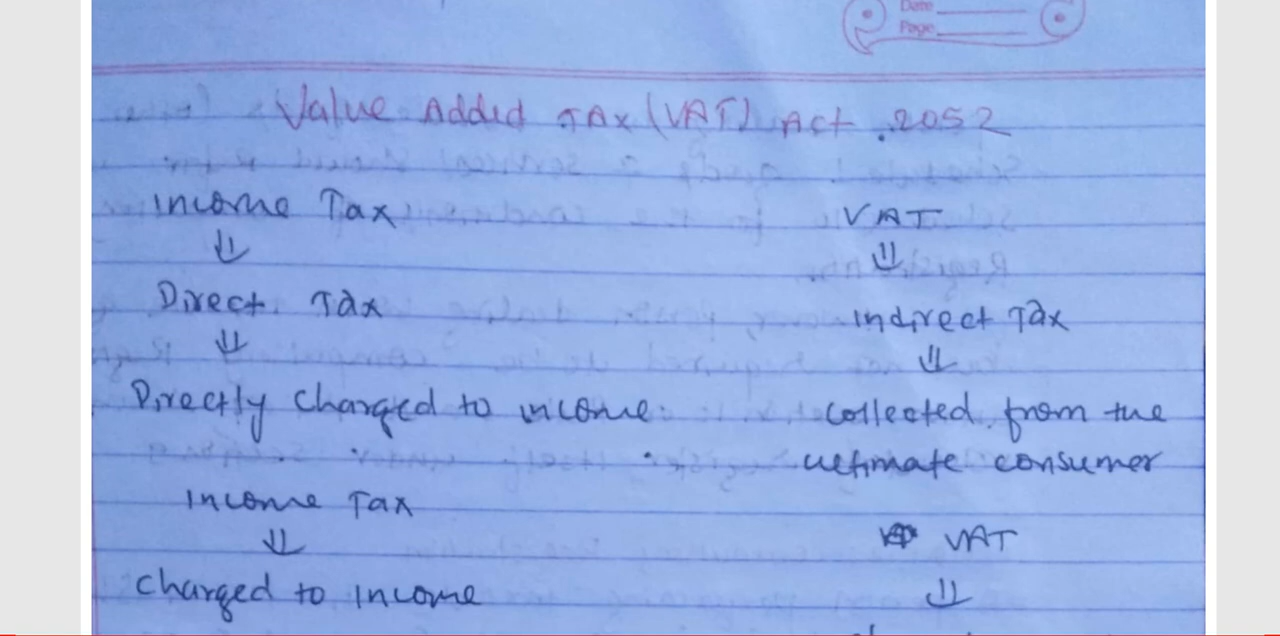 Date
Page
Value Added Tax (VAT) Act .2052
Income Tax VAT
⇓ ⇓
Direct Tax Indirect Tax
⇓ ⇓
Directly charged to income. collected from the
ultimate consumer
Income Tax
⇓ VAT
Charged to Income ⇓